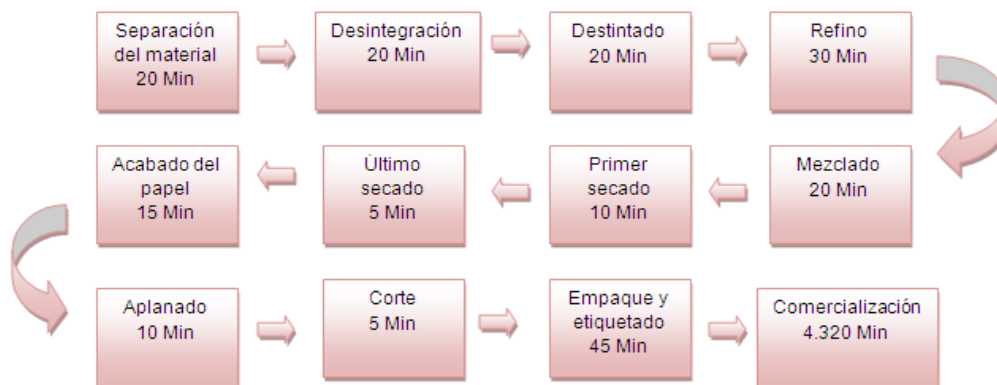 Separación
del material
20 Min
Desintegración
20 Min
Destintado
20 Min
Refino
30 Min
Mezclado
20 Min
Primer
secado
10 Min
Último
secado
5 Min
Acabado del
papel
15 Min
Aplanado
10 Min
Corte
5 Min
Empaque y
etiquetado
45 Min
Comercialización
4.320 Min